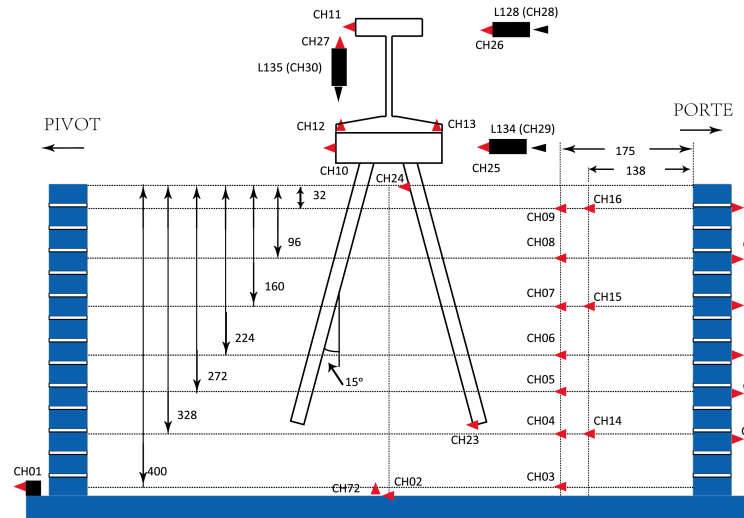 CH11
L128 (CH28)
CH27
CH26
L135 (CH30)
PIVOT
PORTE
CH12
CH13
L134 (CH29)
175
138
CH10
CH25
CH24
32
CH16
CH09
96
CH08
160
CH07
CH15
224
CH06
272
15º
CH05
328
CH04
CH14
CH23
CH01
400
CH72
CH02
CH03